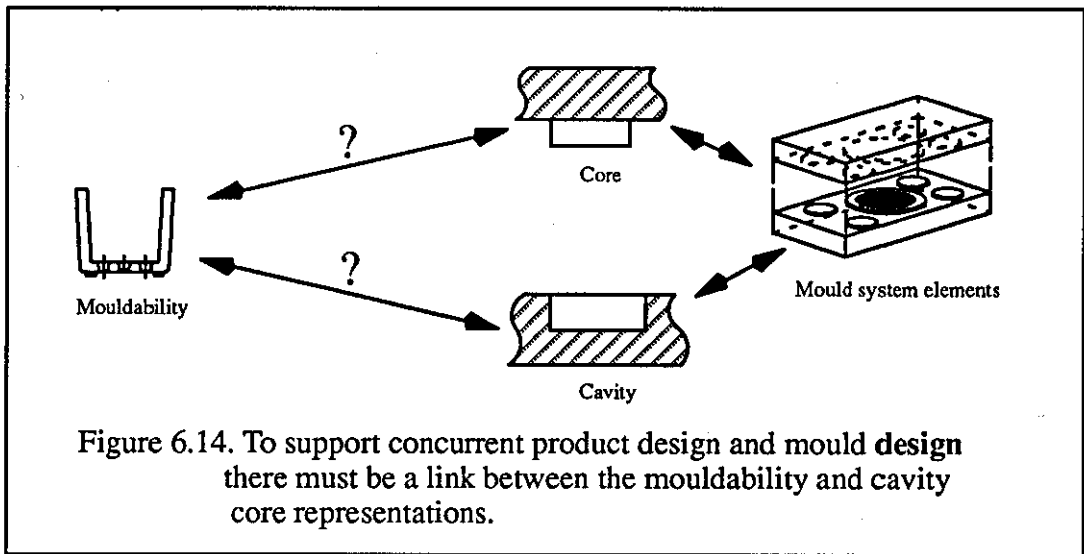 ?
Core
Mouldability
?
Mould system elements
Cavity
Figure 6.14. To support concurrent product design and mould design
there must be a link between the mouldability and cavity
core representations.